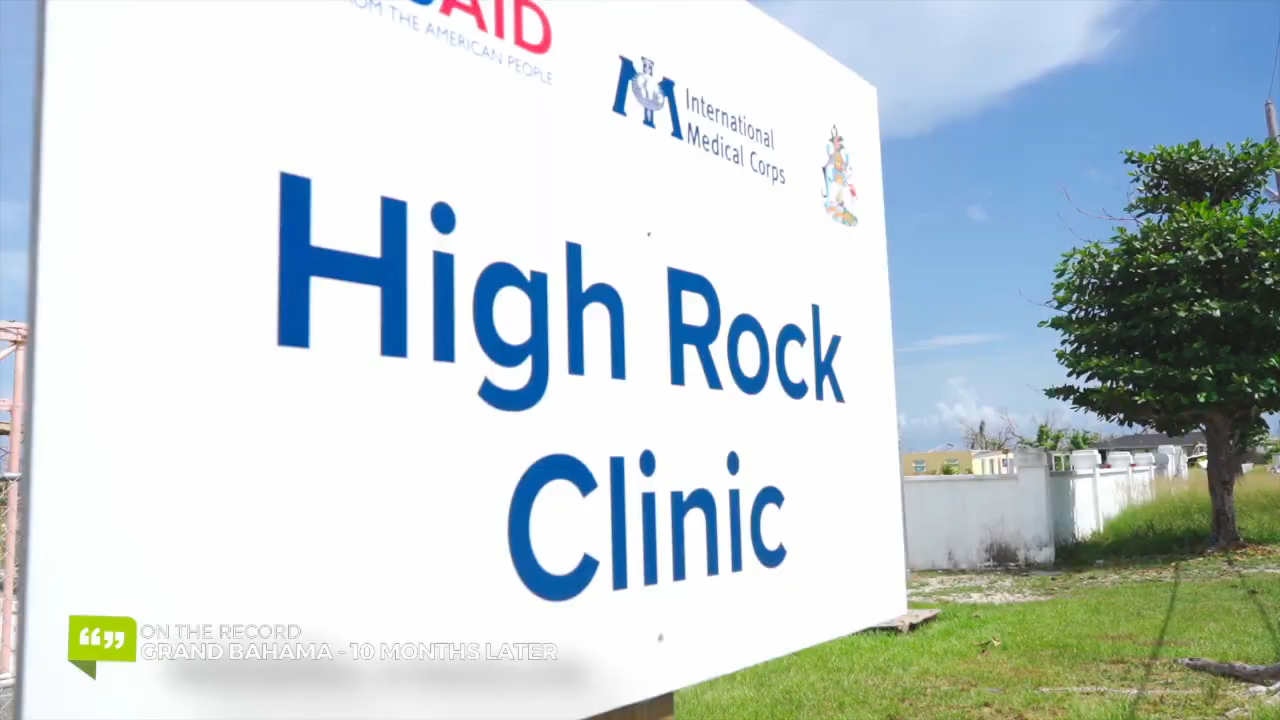 AID
FROM THE AMERICAN PEOPLE
International
Medical Corps
High Rock
Clinic
ON THE RECORD
GRAND BAHAMA - 10 MONTHS LATER